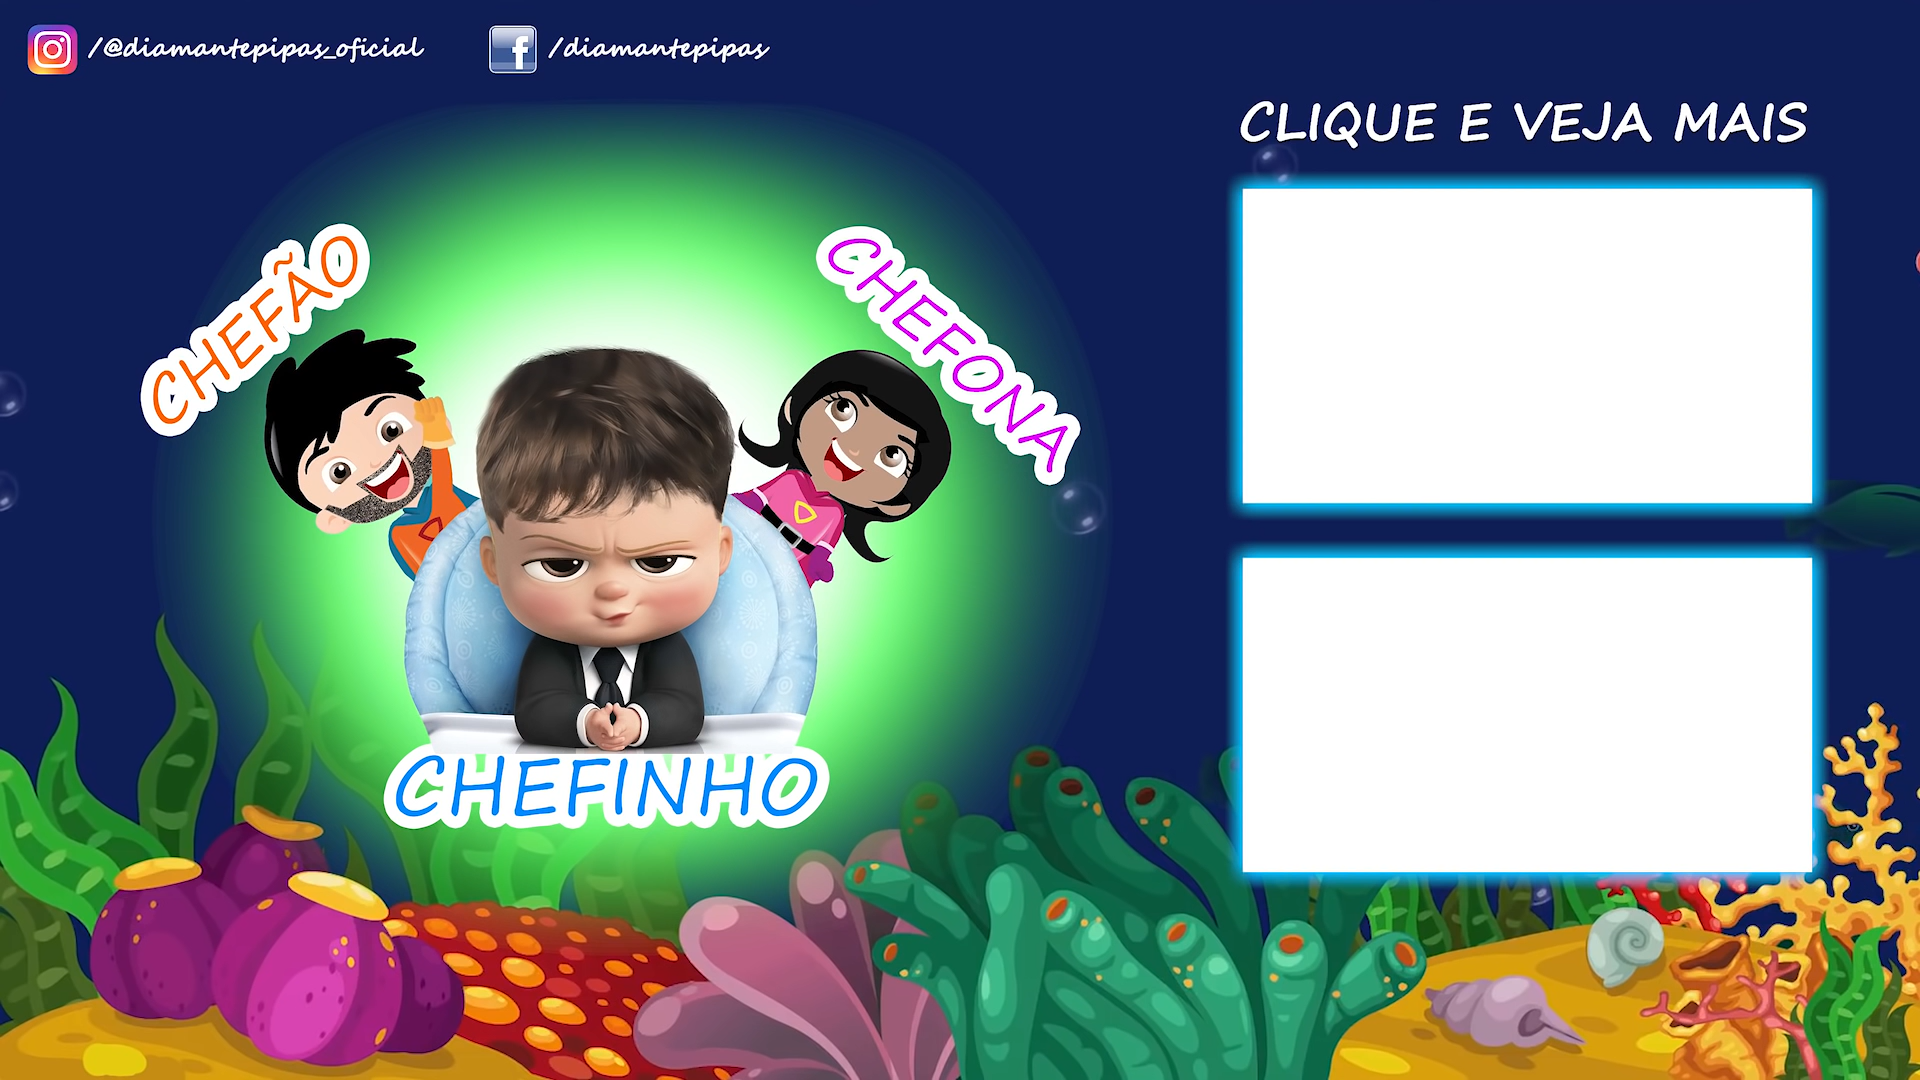 /@diamantepipas_oficial
/diamantepipas
CLIQUE E VEJA MAIS
CHEFÃO
CHEFONA
CHEFINHO